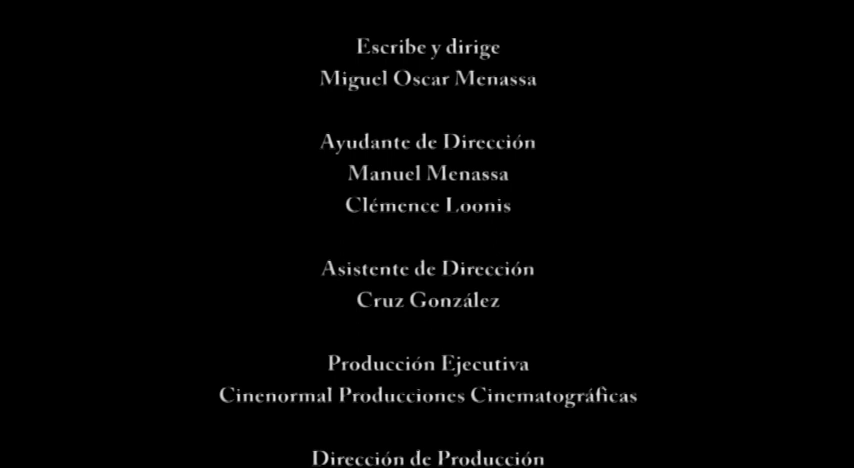 Escribe y dirige
Miguel Oscar Menassa
Ayudante de Dirección
Manuel Menassa
Clémence Loonis
Asistente de Dirección
Cruz González
Producción Ejecutiva
Cinenormal Producciones Cinematográficas
Dirección de Producción